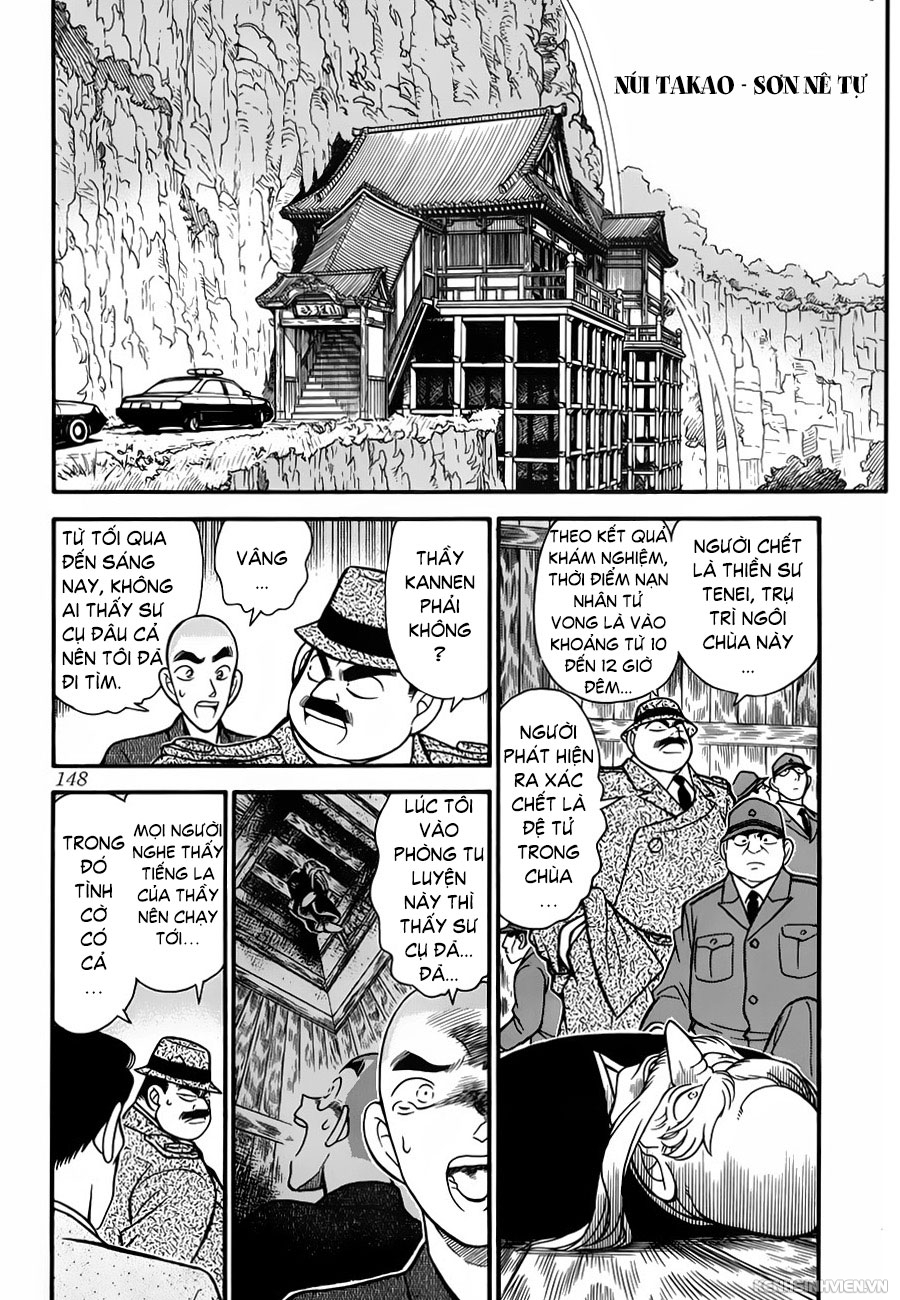 NÚI TAKAO - SƠN NÊ TỰ
NGƯỜI CHẾT
LÀ THIỀN SƯ
TENEI, TRỤ
TRÌ NGÔI
CHÙA NÀY
...
THEO KẾT QUẢ
KHÁM NGHIỆM,
THỜI ĐIỂM NẠN
NHÂN TỬ
VONG LÀ VÀO
KHOẢNG TỪ 10
ĐẾN 12 GIỜ
ĐÊM...
NGƯỜI
PHÁT HIỆN
RA XÁC
CHẾT LÀ
ĐỆ TỬ
TRONG
CHÙA
...
THẦY
KANNEN
PHẢI
KHÔNG
?
VÂNG
...
TỪ TỐI QUA
ĐẾN SÁNG
NAY, KHÔNG
AI THẤY SƯ
CỤ ĐÂU CẢ
NÊN TÔI ĐÃ
ĐI TÌM.
148
LÚC TÔI
VÀO
PHÒNG TU
LUYỆN
NÀY THÌ
THẤY SƯ
CỤ ĐÃ...
ĐÃ...
MỌI NGƯỜI
NGHE THẤY
TIẾNG LA
CỦA THẦY
NÊN CHẠY
TỚI...
TRONG
ĐÓ
TÌNH
CỜ
CÓ
CẢ
...
KENHSINHVIEN.VN